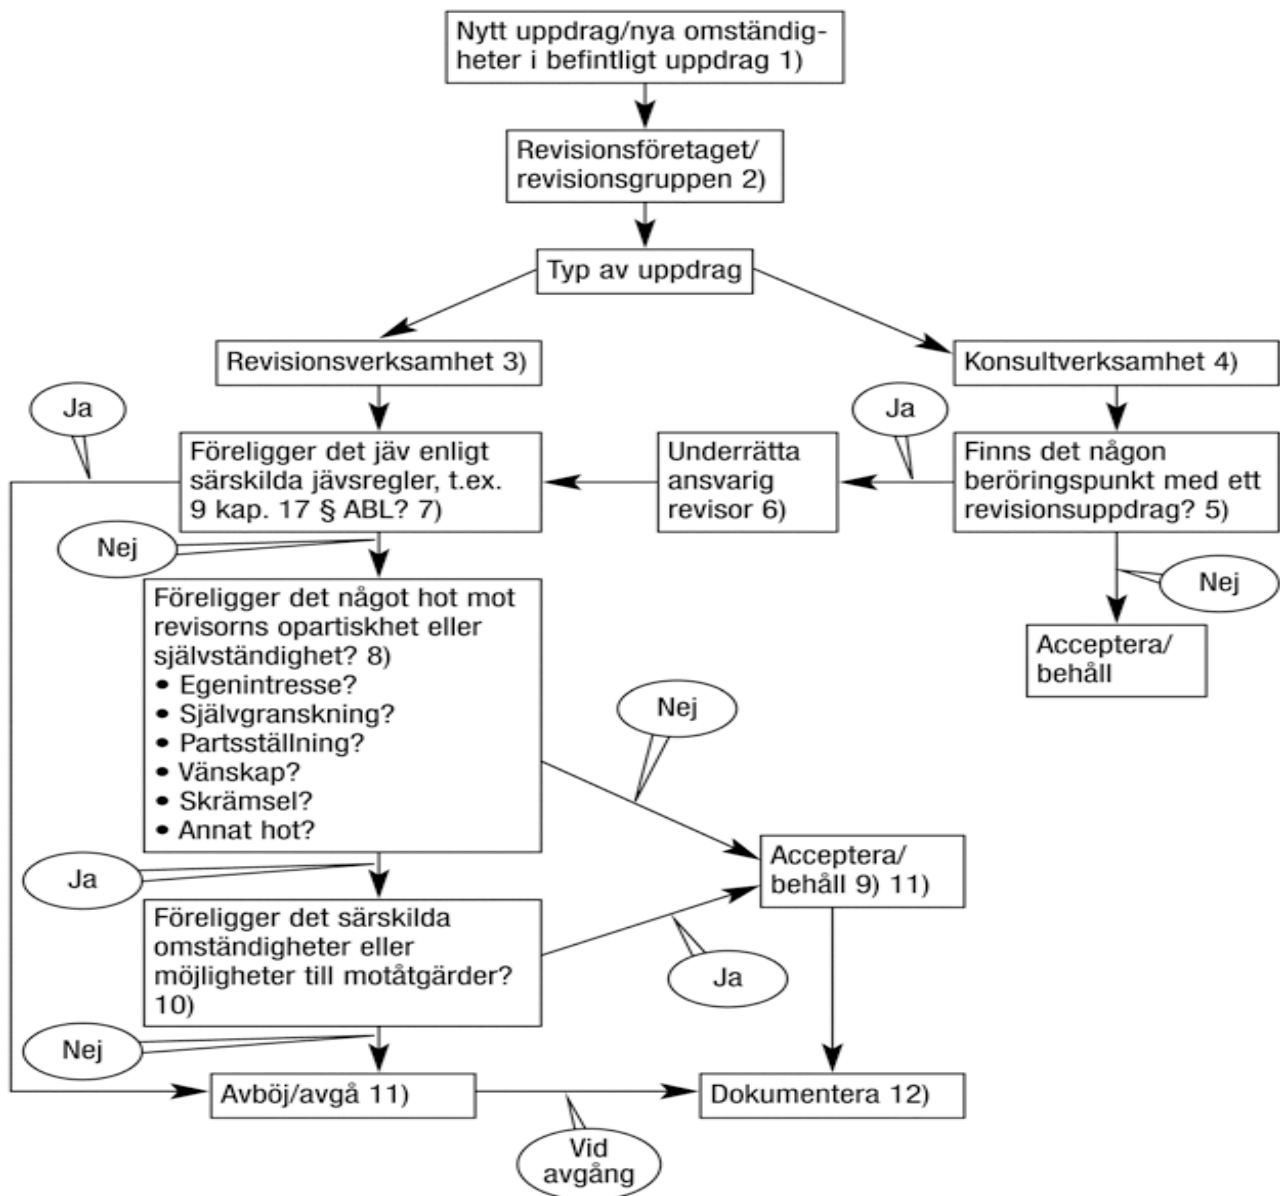 Nytt uppdrag/nya omständig-
heter i befintligt uppdrag 1)
Revisionsföretaget/
revisionsgruppen 2)
Typ av uppdrag
Revisionsverksamhet 3)
Konsultverksamhet 4)
Ja
Föreligger det jäv enligt
särskilda jävsregler, t.ex.
9 kap. 17 § ABL? 7)
Underrätta
ansvarig
revisor 6)
Ja
Finns det någon
beröringspunkt med ett
revisionsuppdrag? 5)
Nej
Nej
Föreligger det något hot mot
revisorns opartiskhet eller
självständighet? 8)
• Egenintresse?
• Självgranskning?
• Partsställning?
• Vänskap?
• Skrämsel?
• Annat hot?
Acceptera/
behåll
Nej
Ja
Acceptera/
behåll 9) 11)
Föreligger det särskilda
omständigheter eller
möjligheter till motåtgärder?
10)
Ja
Nej
Avböj/avgå 11)
Dokumentera 12)
Vid
avgång